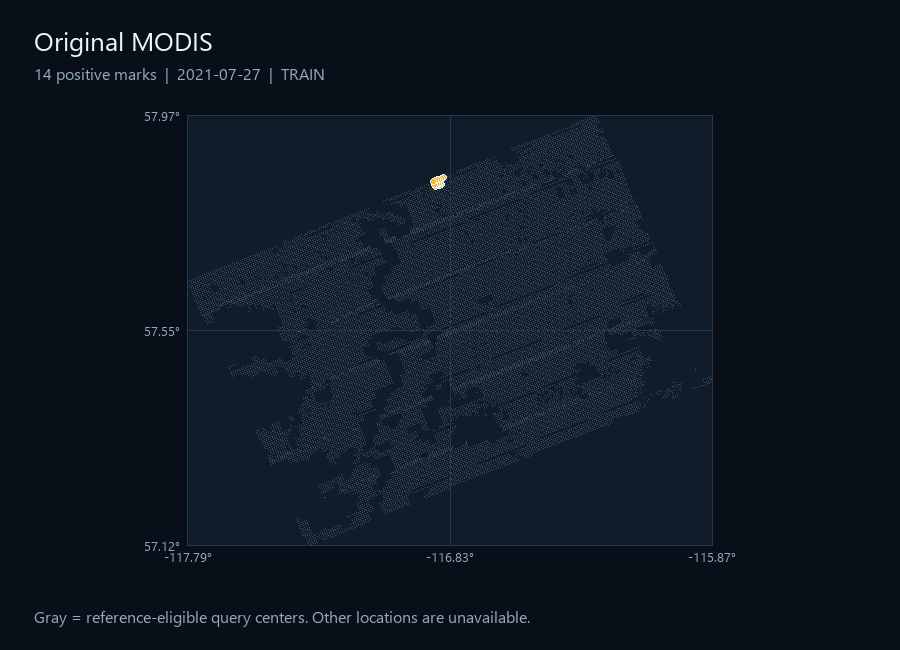 Original MODIS
14 positive marks  |  2021-07-27  |  TRAIN
57.97°
57.55°
57.12°
-117.79°
-116.83°
-115.87°
Gray = reference-eligible query centers. Other locations are unavailable.